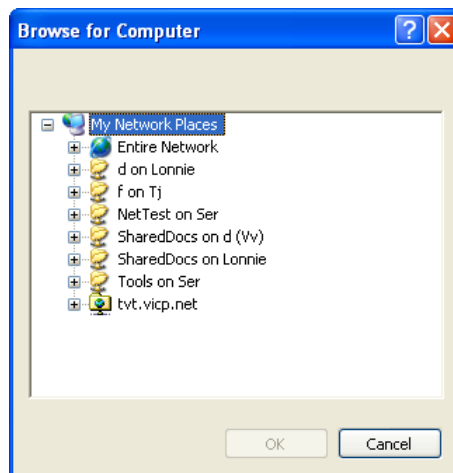 Browse for Computer
My Network Places
Entire Network
d on Lonnie
f on Tj
NetTest on Ser
SharedDocs on d (Vv)
SharedDocs on Lonnie
Tools on Ser
tvt.vicp.net
OK
Cancel